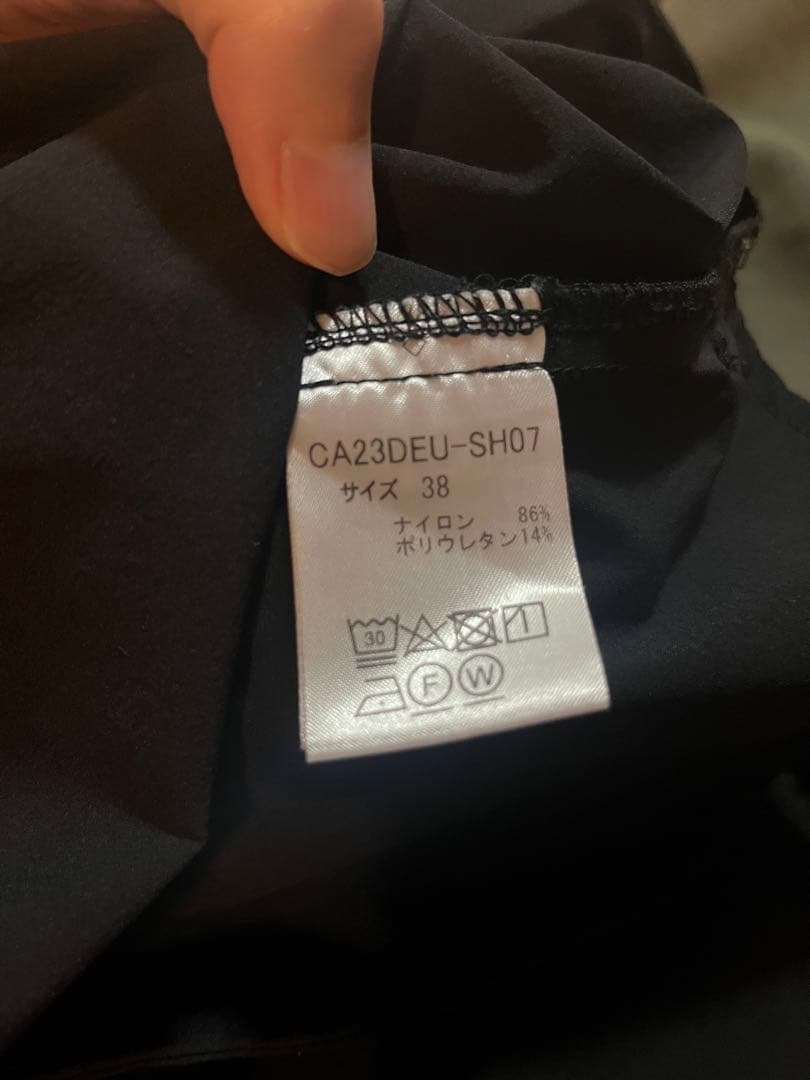 CA23DEU-SH07
サイズ 38
ナイロン 86%
ポリウレタン14%
30
F W